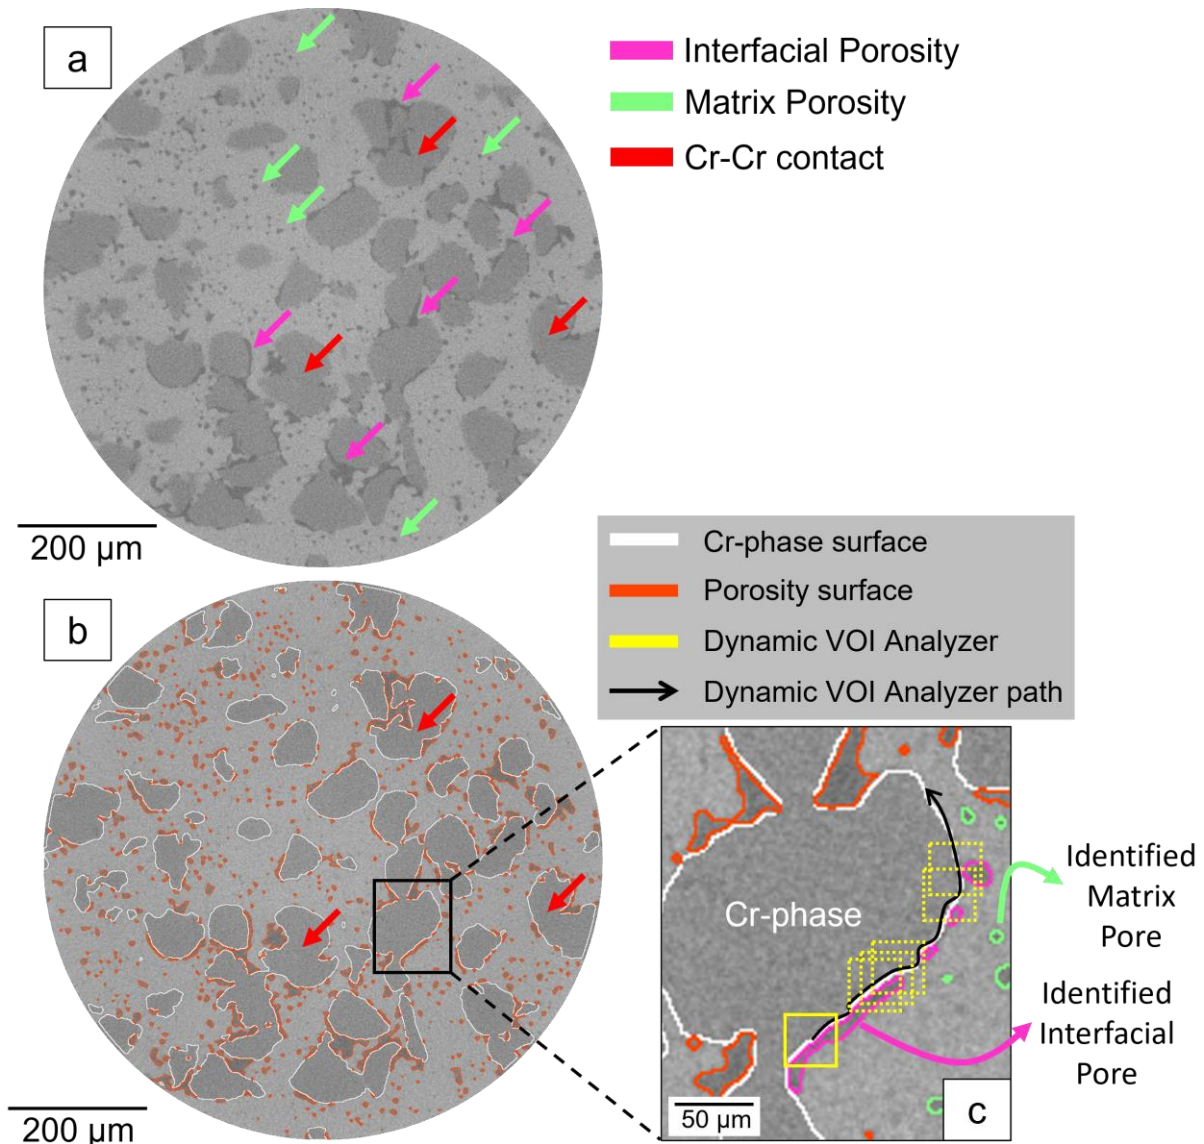 a
Interfacial Porosity
Matrix Porosity
Cr-Cr contact
200 µm
b
Cr-phase surface
Porosity surface
Dynamic VOI Analyzer
Dynamic VOI Analyzer path
200 µm
Cr-phase
50 µm
c
Identified
Matrix
Pore
Identified
Interfacial
Pore